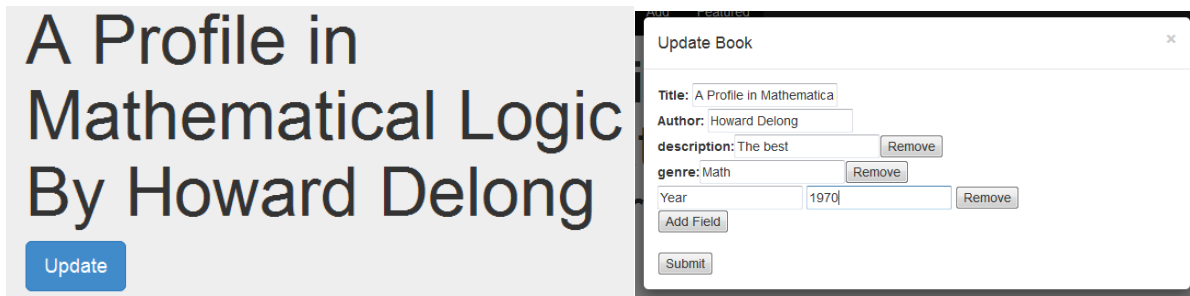 A Profile in
Mathematical Logic
By Howard Delong
Update
Add Featured
Update Book ×
Title: A Profile in Mathematica
Author: Howard Delong
description: The best Remove
genre: Math Remove
Year 1970 Remove
Add Field
Submit